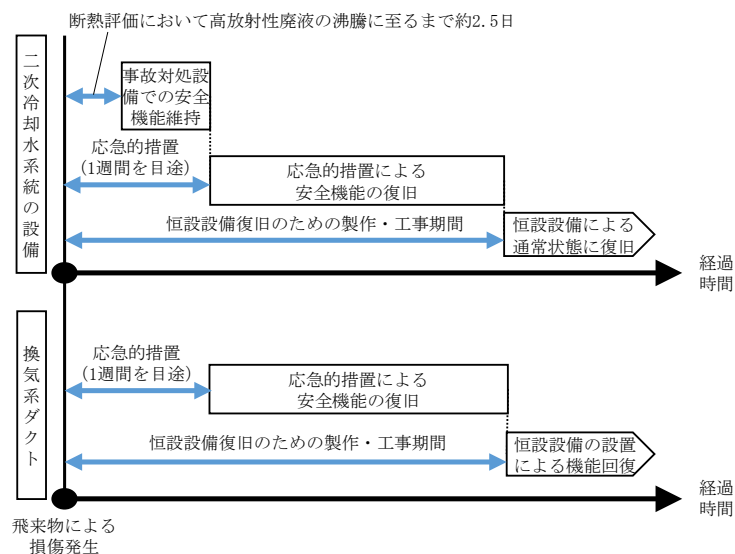 断熱評価において高放射性廃液の沸騰に至るまで約2.5日
二次冷却水系統の設備
事故対処設
備での安全
機能維持
応急的措置
(1週間を目途)
応急的措置による
安全機能の復旧
恒設設備復旧のための製作・工事期間
恒設設備による
通常状態に復旧
経過
時間
換気系ダクト
応急的措置
(1週間を目途)
応急的措置による
安全機能の復旧
恒設設備復旧のための製作・工事期間
恒設設備の設置
による機能回復
経過
時間
飛来物による
損傷発生